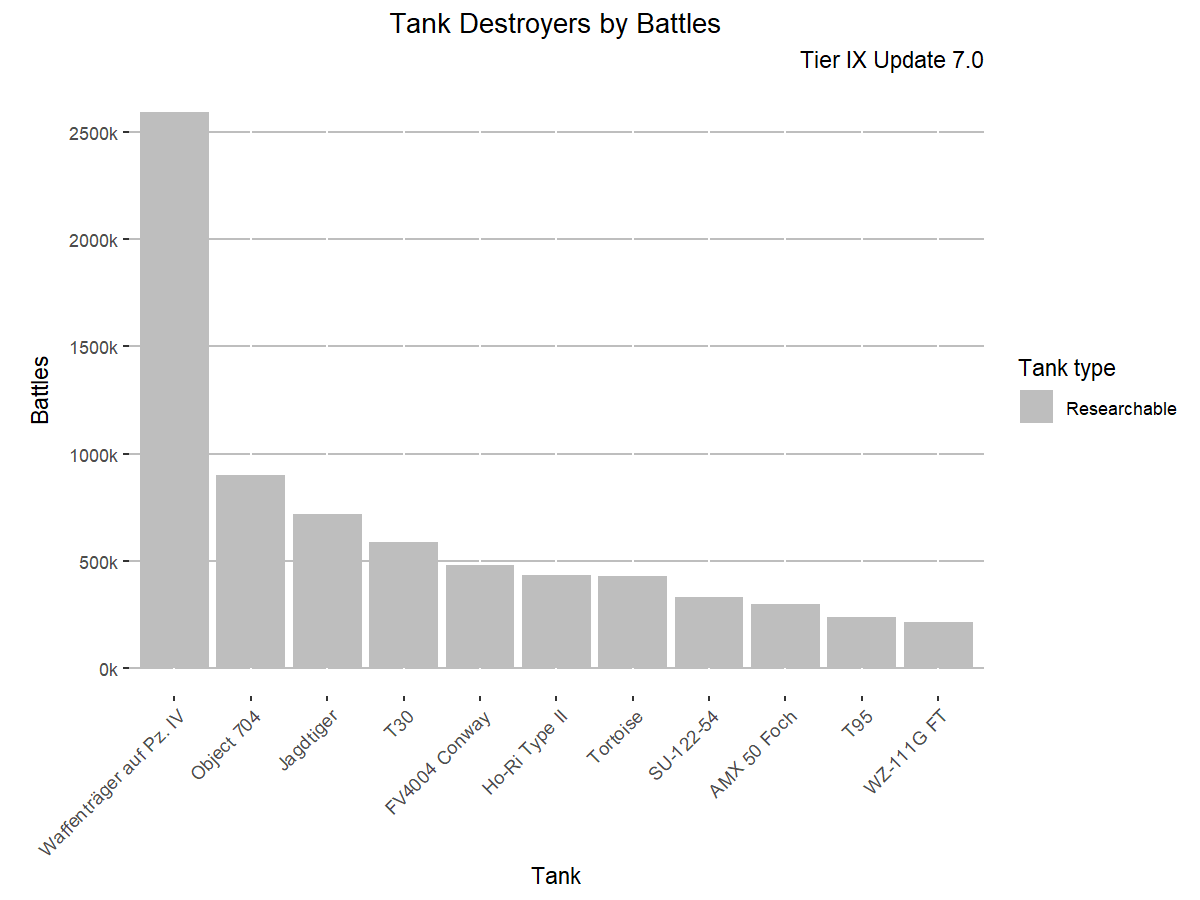 Tank Destroyers by Battles
Tier IX Update 7.0
Battles
2500k
2000k
1500k
1000k
500k
0k
Waffenträger auf Pz. IV
Object 704
Jagdtiger
T30
FV4004 Conway
Ho-Ri Type II
Tortoise
SU-122-54
AMX 50 Foch
T95
WZ-111G FT
Tank
Tank type
Researchable